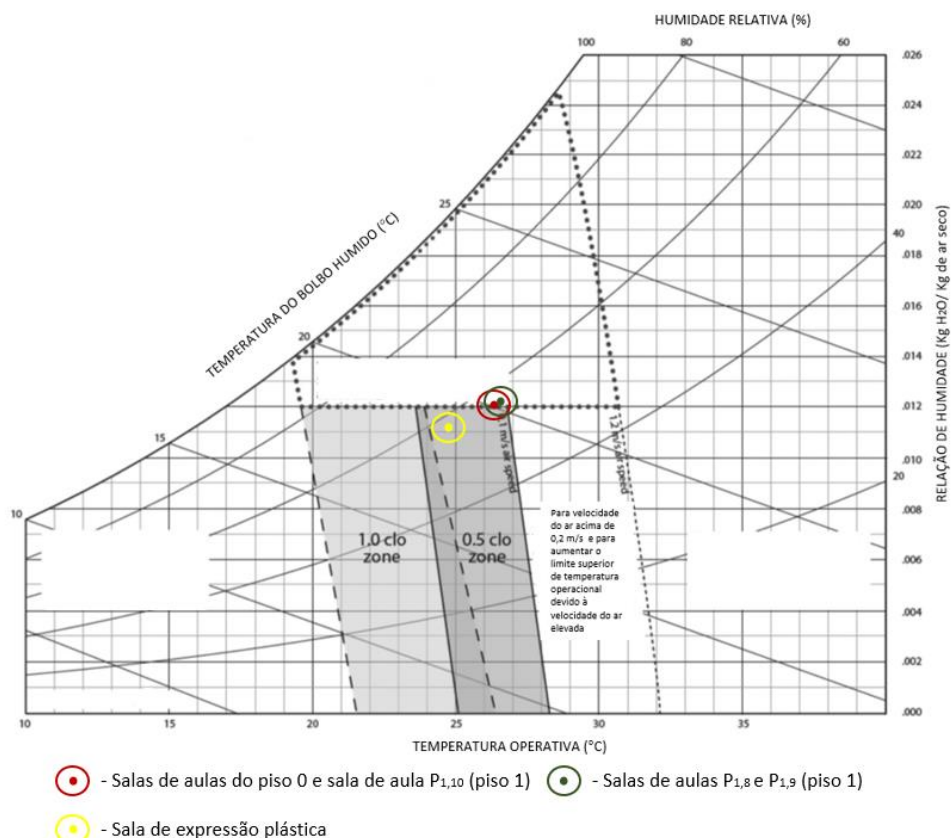 HUMIDADE RELATIVA (%)
100
80
60
.026
.024
.022
25
.020
40
.018
TEMPERATURA DO BOLBO HUMIDO (°C)
.016
20
.014
.012
15
.010
20
10
.008
.006
.004
.002
.000
RELAÇÃO DE HUMIDADE (Kg H2O/ Kg de ar seco)
1.0 clo
zone
0.5 clo
zone
Para velocidade
do ar acima de
0,2 m/s e para
aumentar o
limite superior
de temperatura
operacional
devido à
velocidade do ar
elevada
10
15
20
25
30
35
TEMPERATURA OPERATIVA (°C)
- Salas de aulas do piso 0 e sala de aula P1,10 (piso 1)
- Salas de aulas P1,8 e P1,9 (piso 1)
- Sala de expressão plástica
m/s air speed
m/s air speed